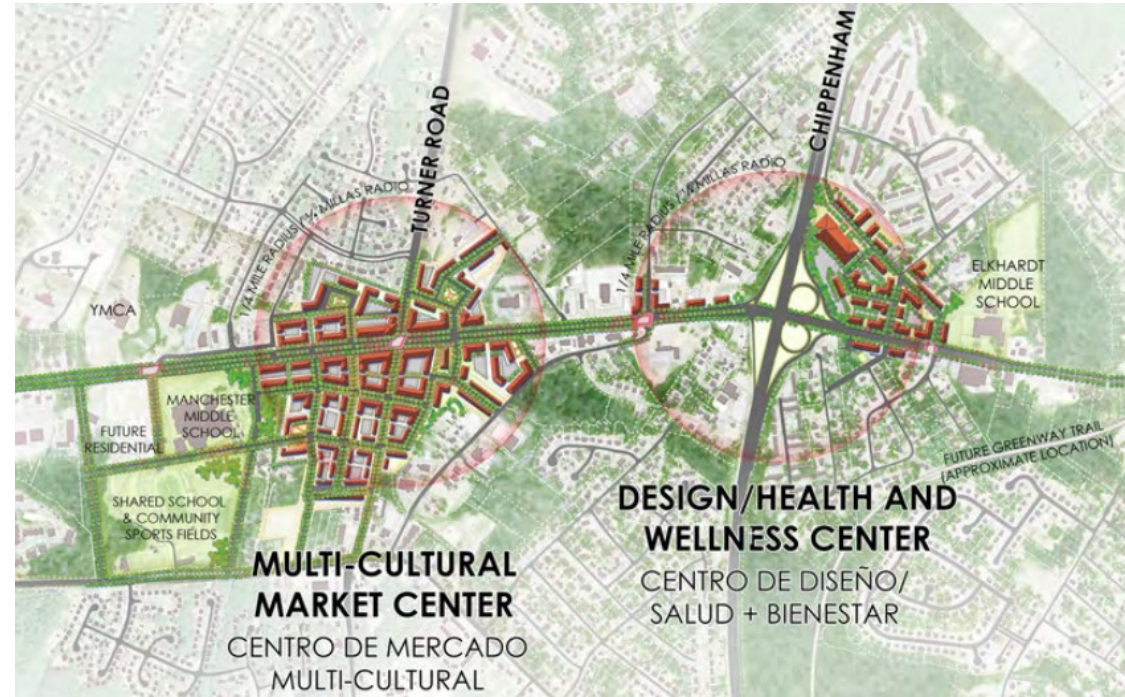 TURNER ROAD
CHIPPENHAM
1/4 MILE RADIUS / ¼ MILLAS RADIO
1/4 MILE RADIUS / ¼ MILLAS RADIO
YMCA
ELKHARDT
MIDDLE
SCHOOL
MANCHESTER
MIDDLE
SCHOOL
FUTURE
RESIDENTIAL
SHARED SCHOOL
& COMMUNITY
SPORTS FIELDS
FUTURE GREENWAY TRAIL
(APPROXIMATE LOCATION)
DESIGN/HEALTH AND
WELLNESS CENTER
CENTRO DE DISEÑO/
SALUD + BIENESTAR
MULTI-CULTURAL
MARKET CENTER
CENTRO DE MERCADO
MULTI-CULTURAL